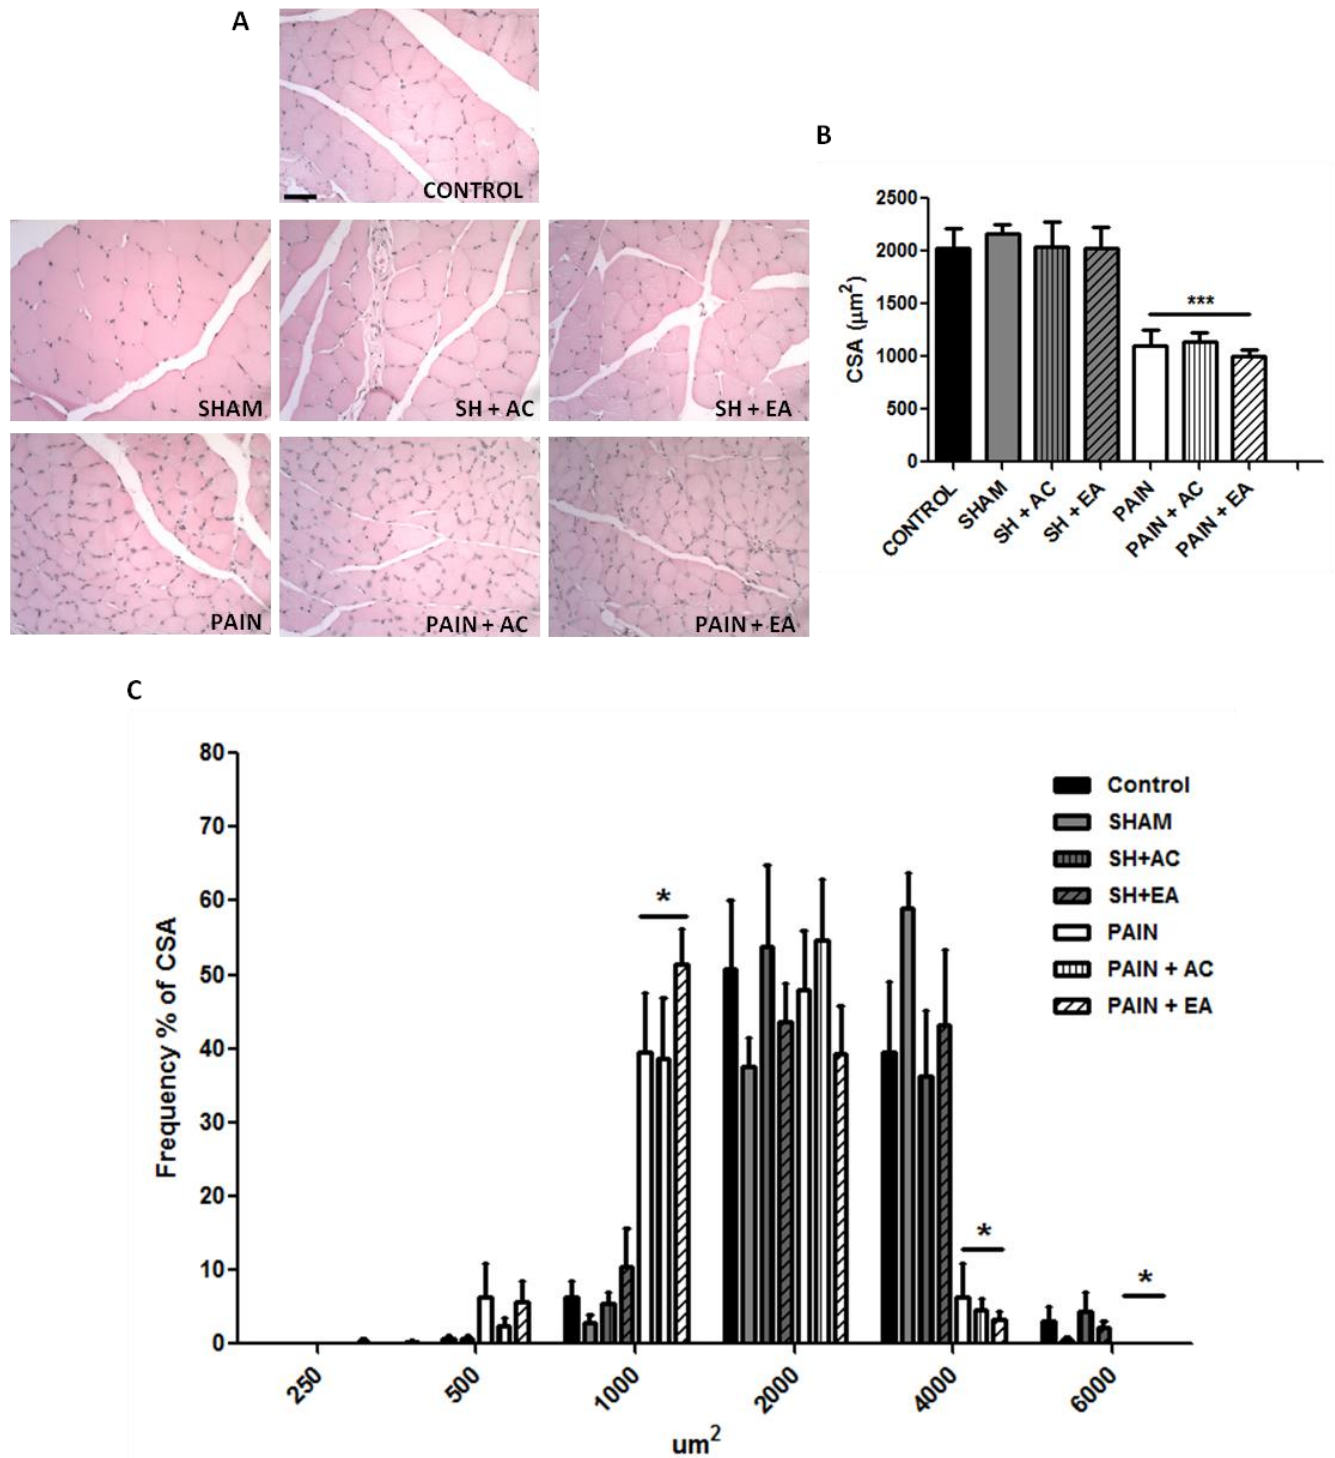 A
CONTROL
SHAM
SH + AC
SH + EA
PAIN
PAIN + AC
PAIN + EA
B
CSA (µm²)
2500
2000
1500
1000
500
0
***
CONTROL
SHAM
SH + AC
SH + EA
PAIN
PAIN + AC
PAIN + EA
C
Frequency % of CSA
80
70
60
50
40
30
20
10
0
*
*
*
Control
SHAM
SH+AC
SH+EA
PAIN
PAIN + AC
PAIN + EA
250
500
1000
2000
4000
6000
um²